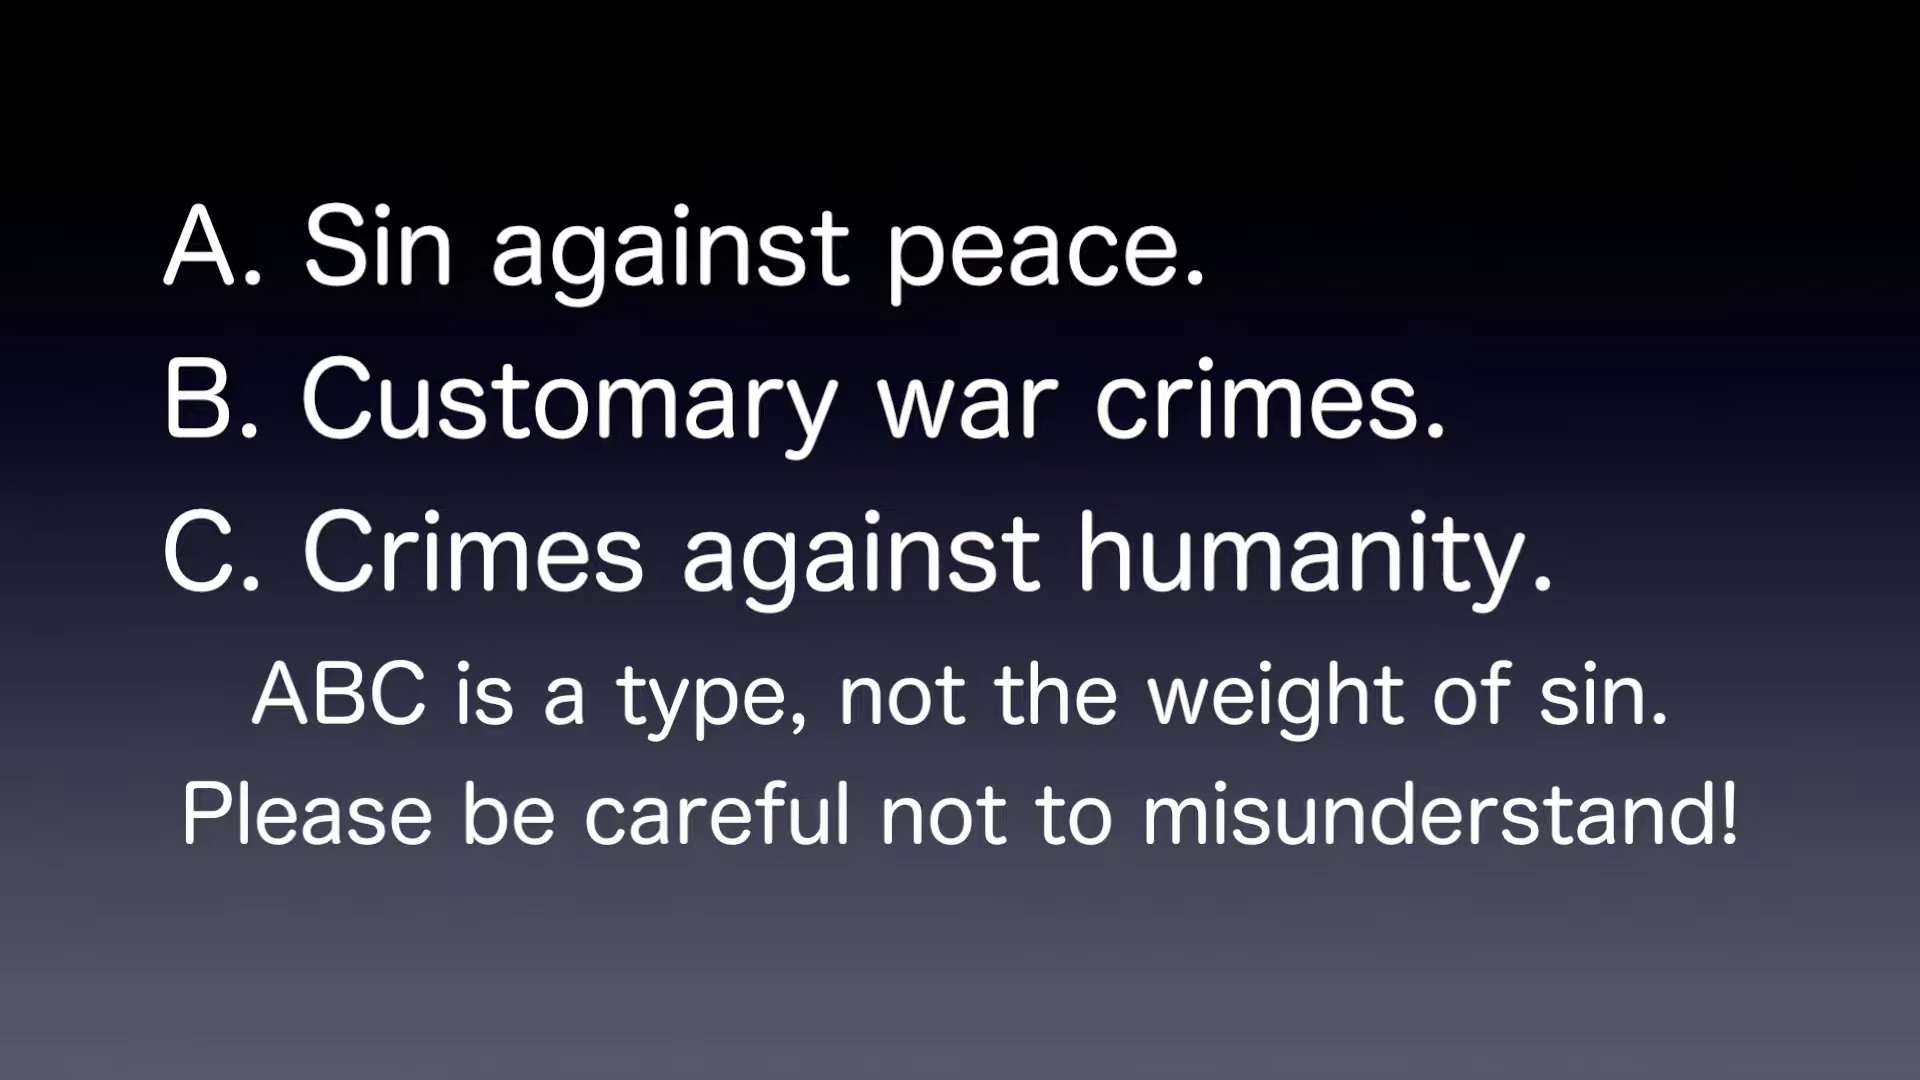 A. Sin against peace.
B. Customary war crimes.
C. Crimes against humanity.
ABC is a type, not the weight of sin.
Please be careful not to misunderstand!